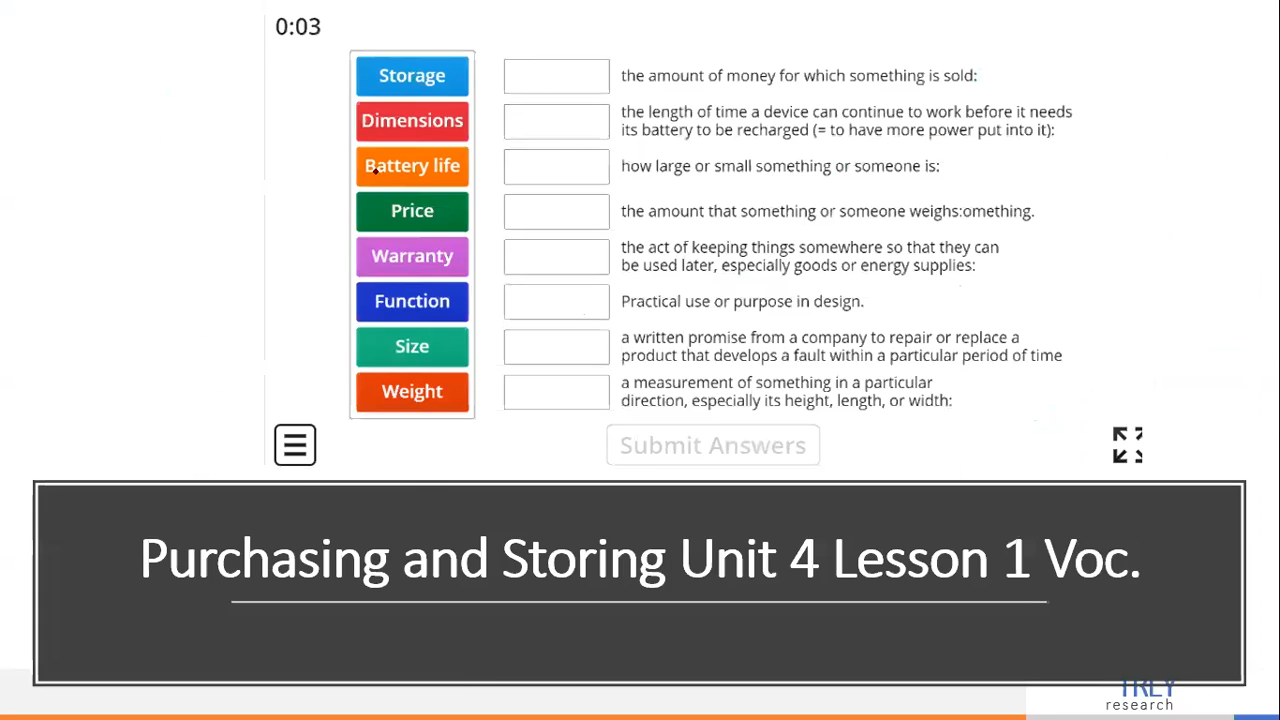 0:03
Storage
the amount of money for which something is sold:
Dimensions
the length of time a device can continue to work before it needs
its battery to be recharged (= to have more power put into it):
Battery life
how large or small something or someone is:
Price
the amount that something or someone weighs:omething.
Warranty
the act of keeping things somewhere so that they can
be used later, especially goods or energy supplies:
Function
Practical use or purpose in design.
Size
a written promise from a company to repair or replace a
product that develops a fault within a particular period of time
Weight
a measurement of something in a particular
direction, especially its height, length, or width:
Submit Answers
Purchasing and Storing Unit 4 Lesson 1 Voc.
research